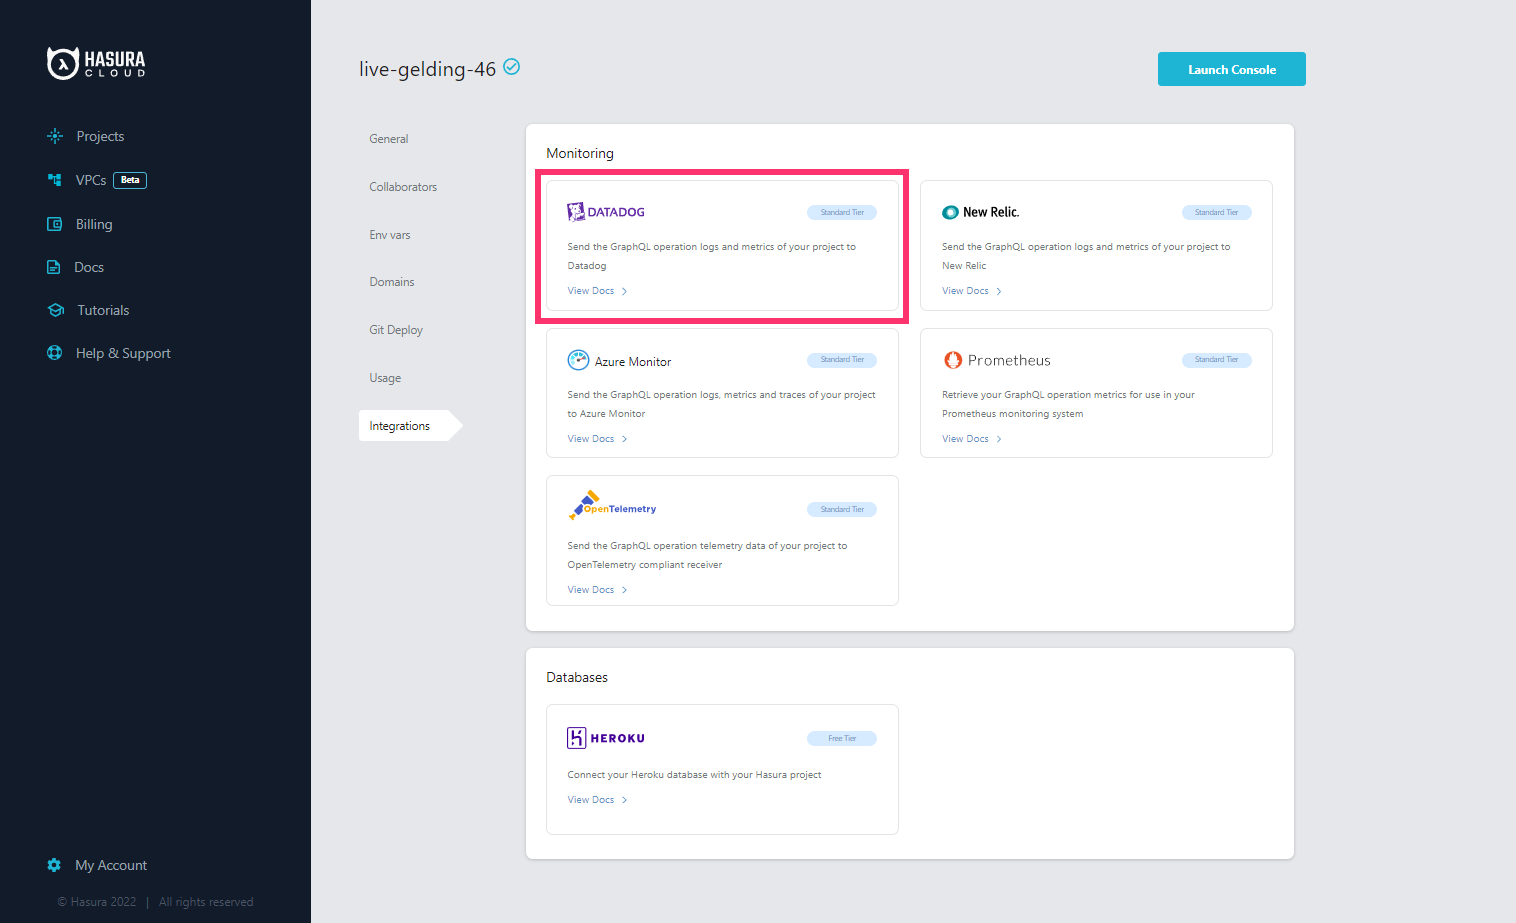 HASURA
CLOUD
Projects
VPCs Beta
Billing
Docs
Tutorials
Help & Support
My Account
© Hasura 2022 | All rights reserved
live-gelding-46
Launch Console
General
Collaborators
Env vars
Domains
Git Deploy
Usage
Integrations
Monitoring
DATADOG
Standard Tier
Send the GraphQL operation logs and metrics of your project to
Datadog
View Docs
New Relic.
Standard Tier
Send the GraphQL operation logs and metrics of your project to
New Relic
View Docs
Azure Monitor
Standard Tier
Send the GraphQL operation logs, metrics and traces of your project
to Azure Monitor
View Docs
Prometheus
Standard Tier
Retrieve your GraphQL operation metrics for use in your
Prometheus monitoring system
View Docs
OpenTelemetry
Standard Tier
Send the GraphQL operation telemetry data of your project to
OpenTelemetry compliant receiver
View Docs
Databases
HEROKU
Free Tier
Connect your Heroku database with your Hasura project
View Docs